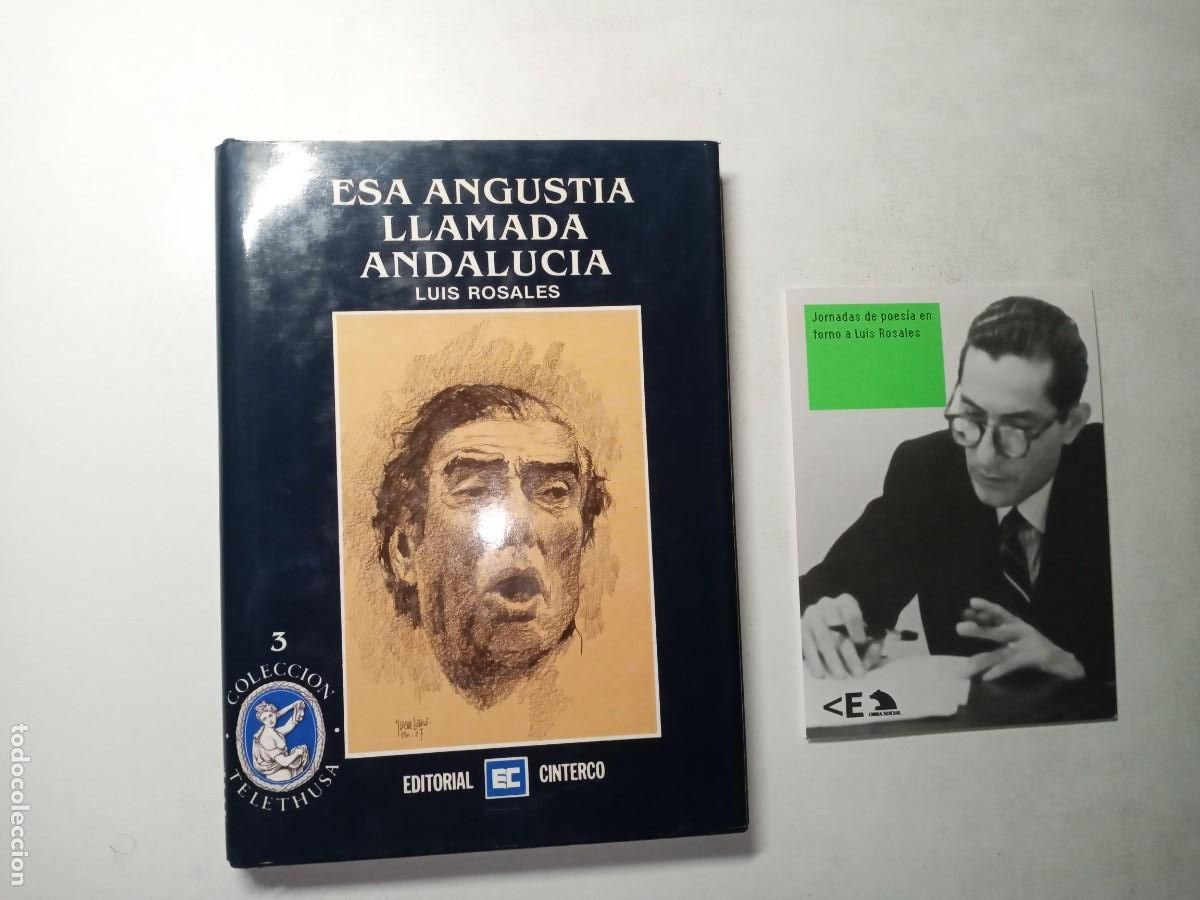 ESA ANGUSTIA
LLAMADA
ANDALUCIA
LUIS ROSALES
3
COLECCION
TELETHUSA
EDITORIAL EC CINTERCO
Jornadas de poesía en
torno a Luis Rosales
<E
OBRA SOCIAL
todocoleccion